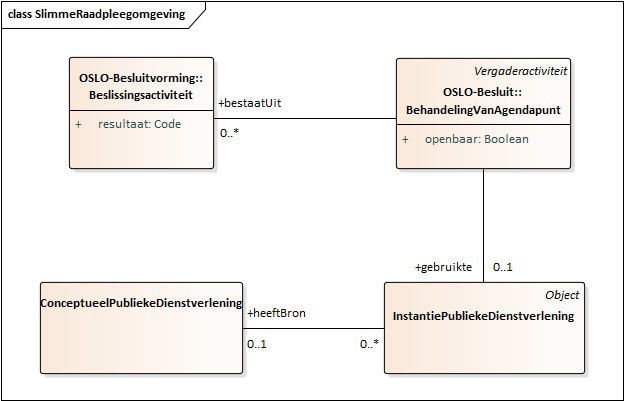 class SlimmeRaadpleegomgeving
OSLO-Besluitvorming::
Beslissingsactiviteit
+ resultaat: Code
+bestaatUit
0..*
Vergaderactiviteit
OSLO-Besluit::
BehandelingVanAgendapunt
+ openbaar: Boolean
+gebruikte 0..1
ConceptueelPubliekeDienstverlening
+heeftBron
0..1 0..*
Object
InstantiePubliekeDienstverlening